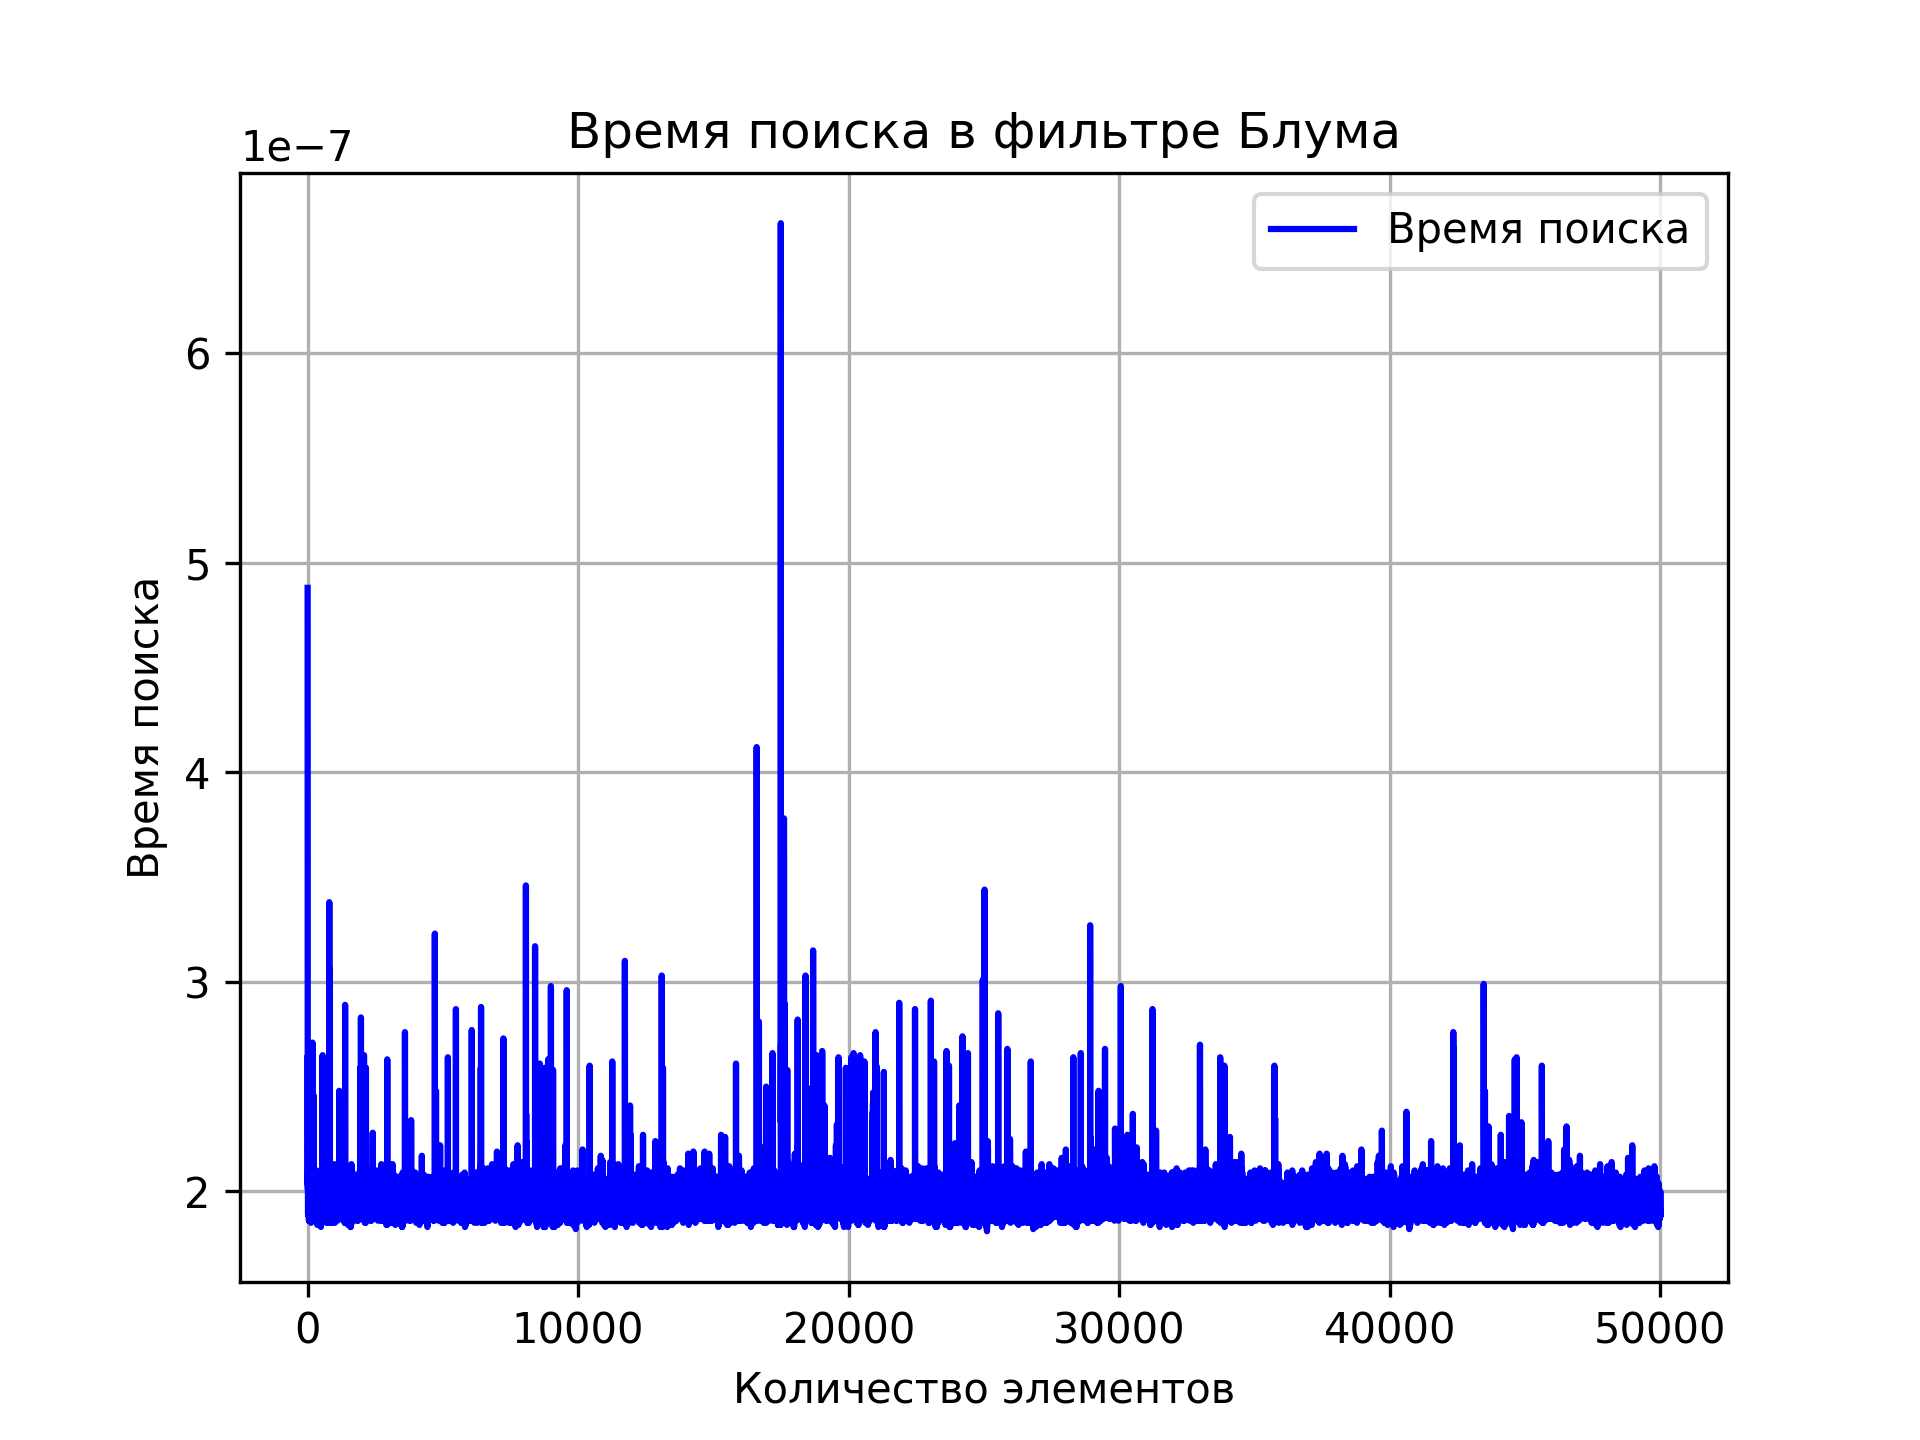 Время поиска в фильтре Блума
1e−7
Время поиска
6
5
4
3
2
Время поиска
0 10000 20000 30000 40000 50000
Количество элементов